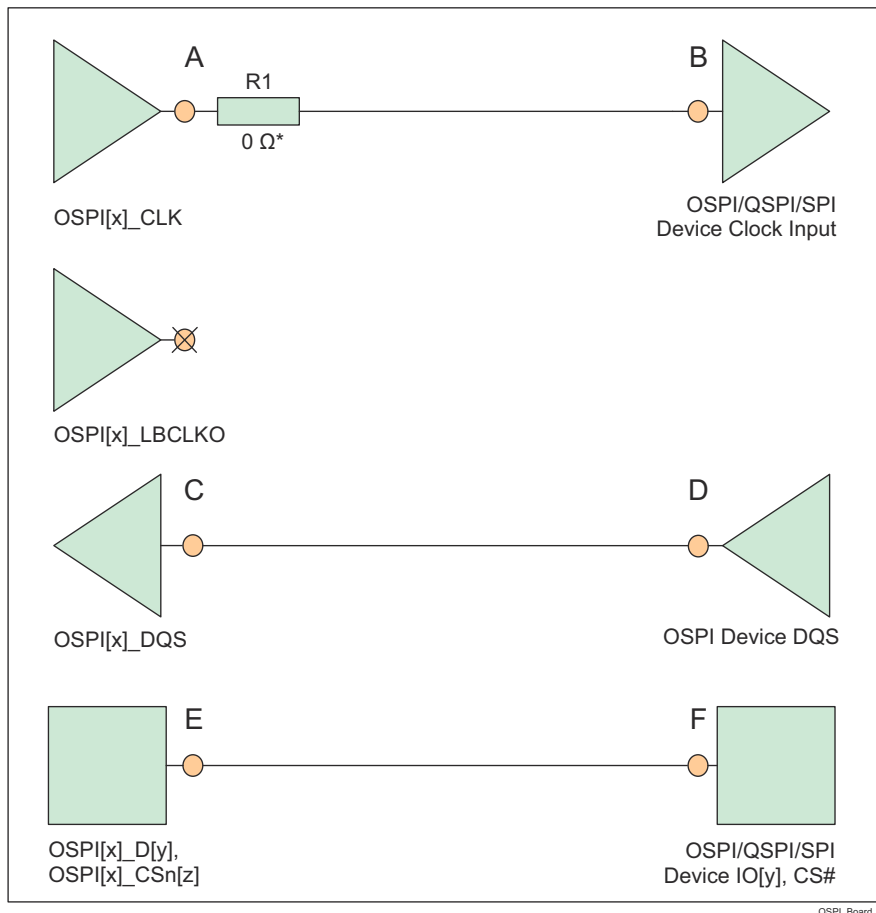 A
B
R1
0 Ω*
OSPI[x]_CLK
OSPI/QSPI/SPI
Device Clock Input
OSPI[x]_LBCLKO
C
D
OSPI[x]_DQS
OSPI Device DQS
E
F
OSPI[x]_D[y],
OSPI[x]_CSn[z]
OSPI/QSPI/SPI
Device IO[y], CS#
OSPI_Board